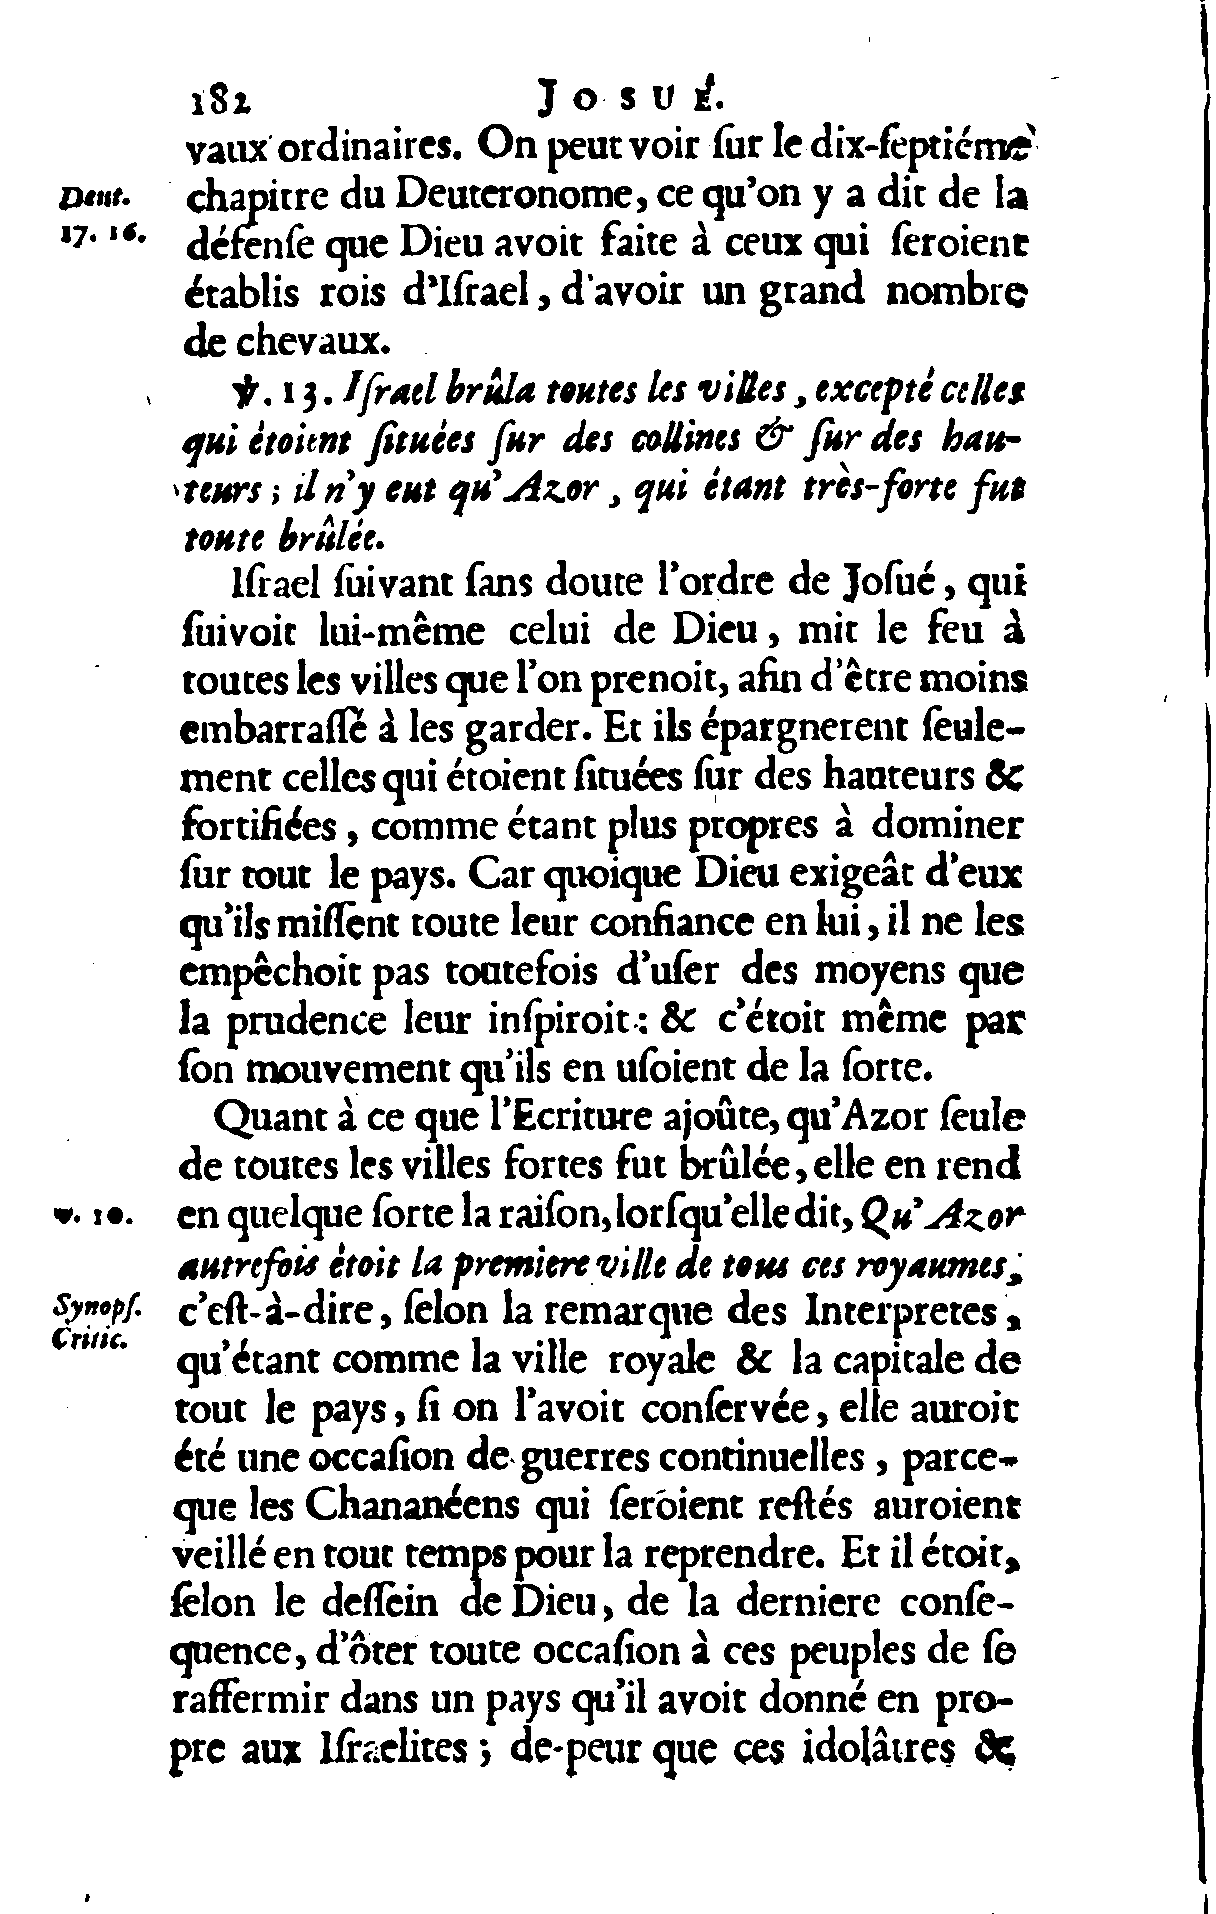 182 JOSUÉ.
vaux ordinaires. On peut voir ſur le dix-ſeptiéme
Deut. chapitre du Deuteronome, ce qu'on y a dit de la
17. 16. défenſe que Dieu avoit faite à ceux qui ſeroient
établis rois d'Iſrael, d'avoir un grand nombre
de chevaux.
℣. 13. Iſrael brûla toutes les villes, excepté celles
qui étoient ſituées ſur des collines & ſur des hau-
teurs; il n'y eut qu'Azor, qui étant très-forte fut
toute brûlée.
Iſrael ſuivant ſans doute l'ordre de Joſué, qui
ſuivoit lui-même celui de Dieu, mit le feu à
toutes les villes que l'on prenoit, afin d'être moins
embarraſſé à les garder. Et ils épargnerent ſeule-
ment celles qui étoient ſituées ſur des hauteurs &
fortifiées, comme étant plus propres à dominer
ſur tout le pays. Car quoique Dieu exigeât d'eux
qu'ils miſſent toute leur confiance en lui, il ne les
empêchoit pas toutefois d'uſer des moyens que
la prudence leur inſpiroit: & c'étoit même par
ſon mouvement qu'ils en uſoient de la ſorte.
Quant à ce que l'Ecriture ajoûte, qu'Azor ſeule
de toutes les villes fortes fut brûlée, elle en rend
v. 10. en quelque ſorte la raiſon, lorſqu'elle dit, Qu'Azor
autrefois étoit la premiere ville de tous ces royaumes;
Synopſ. c'eſt-à-dire, ſelon la remarque des Interpretes,
Critic. qu'étant comme la ville royale & la capitale de
tout le pays, ſi on l'avoit conſervée, elle auroit
été une occaſion de guerres continuelles, parce-
que les Chananéens qui ſeroient reſtés auroient
veillé en tout temps pour la reprendre. Et il étoit,
ſelon le deſſein de Dieu, de la derniere conſe-
quence, d'ôter toute occaſion à ces peuples de ſe
raffermir dans un pays qu'il avoit donné en pro-
pre aux Iſraelites; de-peur que ces idolâtres &